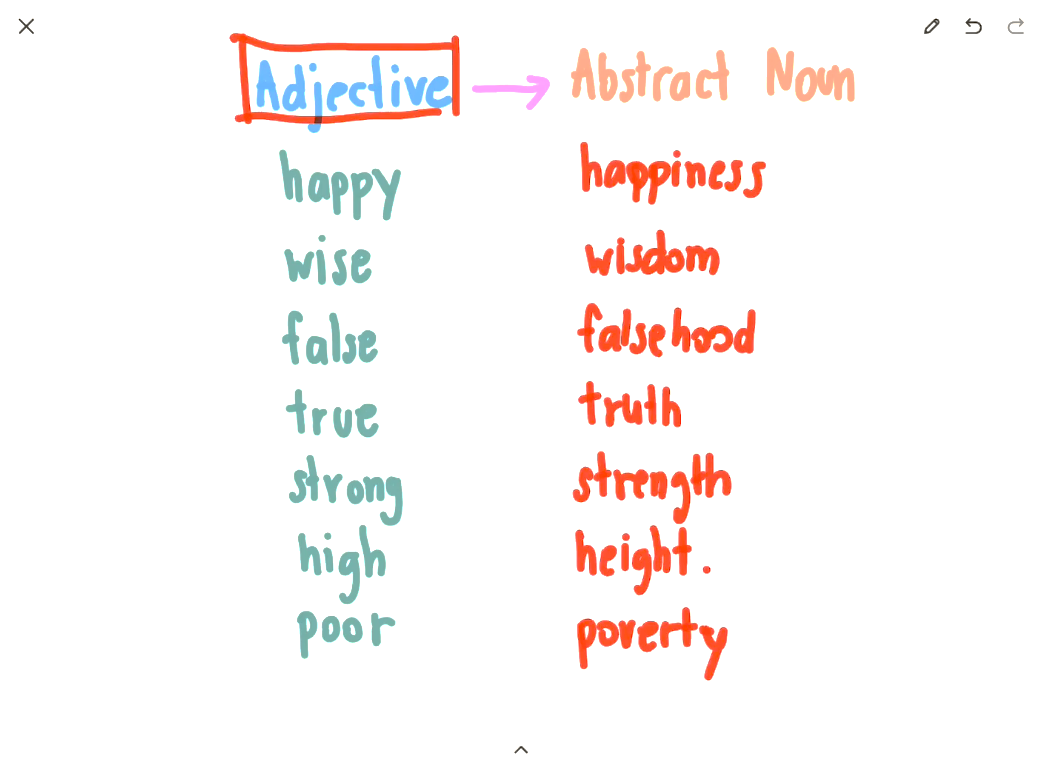 Adjective → Abstract Noun
happy happiness
wise wisdom
false falsehood
true truth
strong strength
high height.
poor poverty